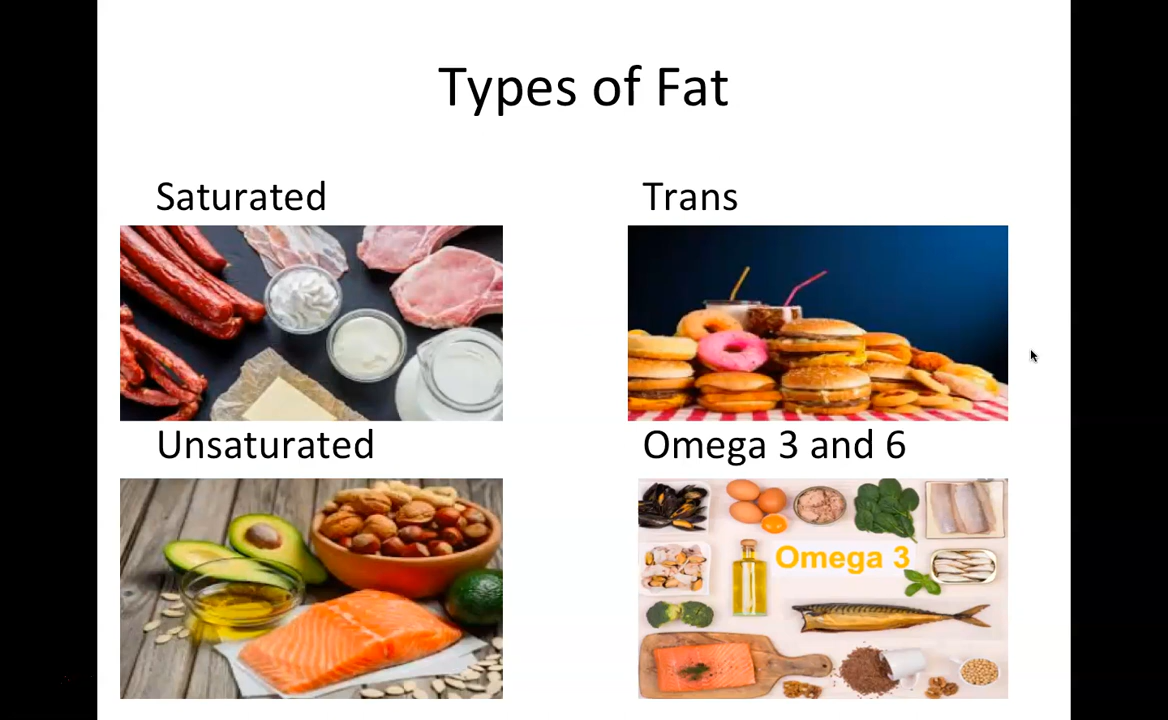 Types of Fat
Saturated
Trans
Unsaturated
Omega 3 and 6
Omega 3